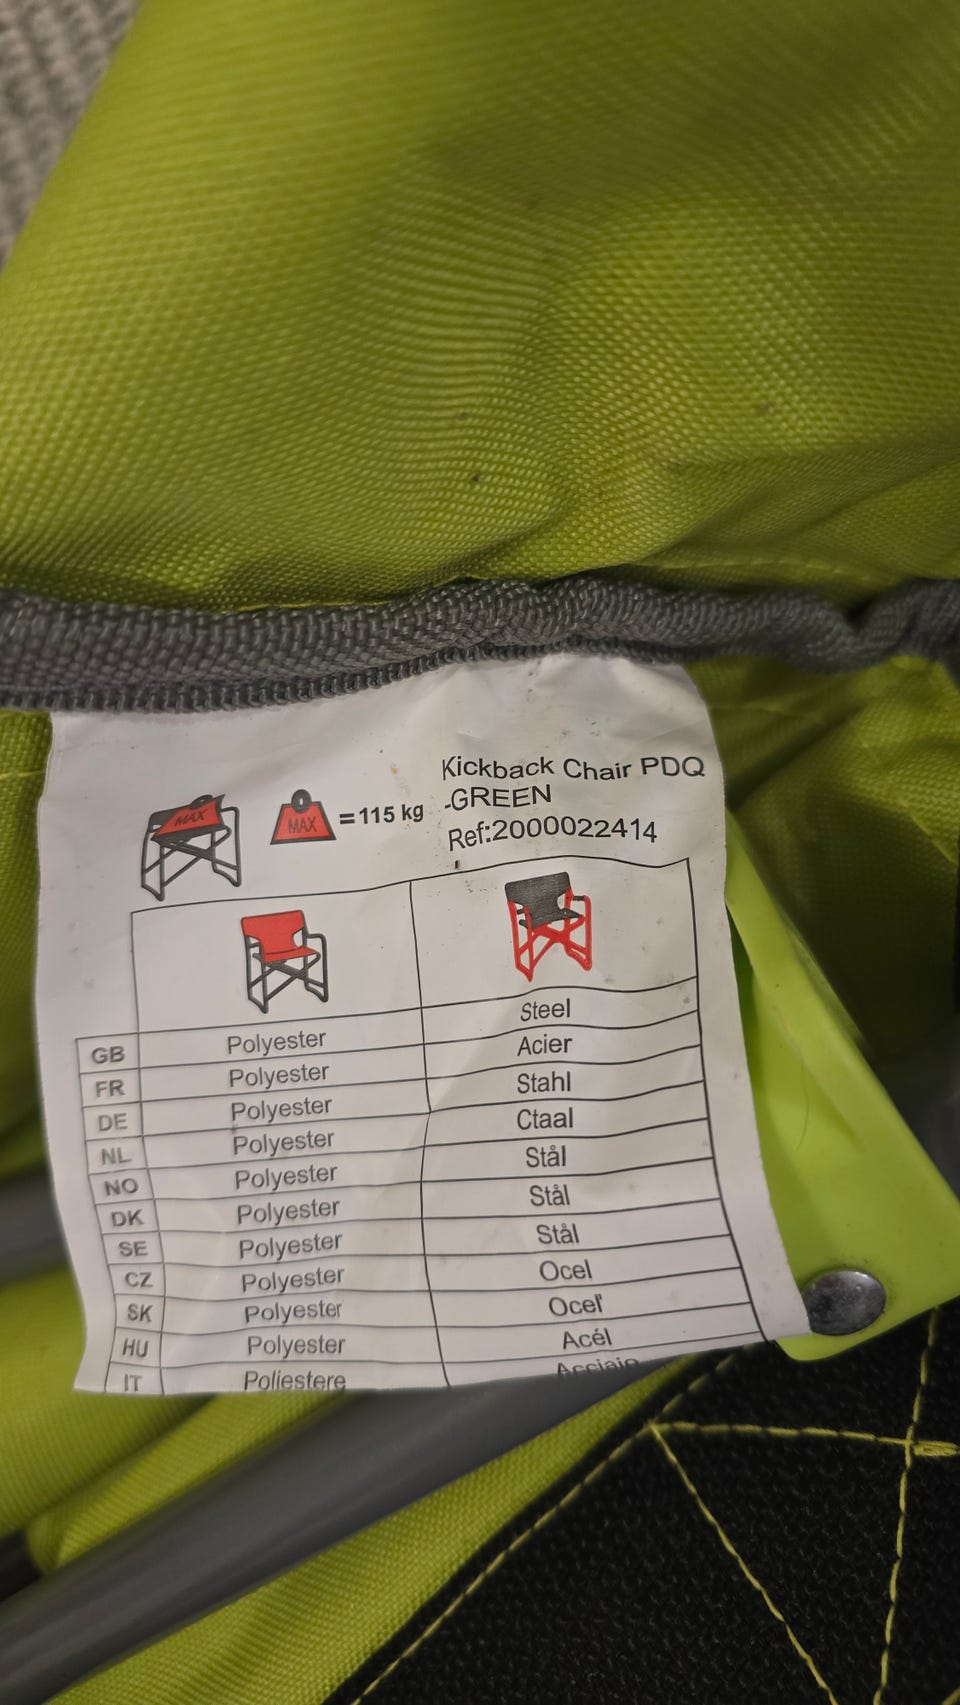 MAX
MAX
= 115 kg
Kickback Chair PDQ
-GREEN
Ref:2000022414
Steel
GB Polyester Acier
FR Polyester Stahl
DE Polyester Ctaal
NL Polyester Stål
NO Polyester Stål
DK Polyester Stål
SE Polyester Ocel
CZ Polyester Oceľ
SK Polyester Acél
HU Polyester Acciaio
IT Poliestere